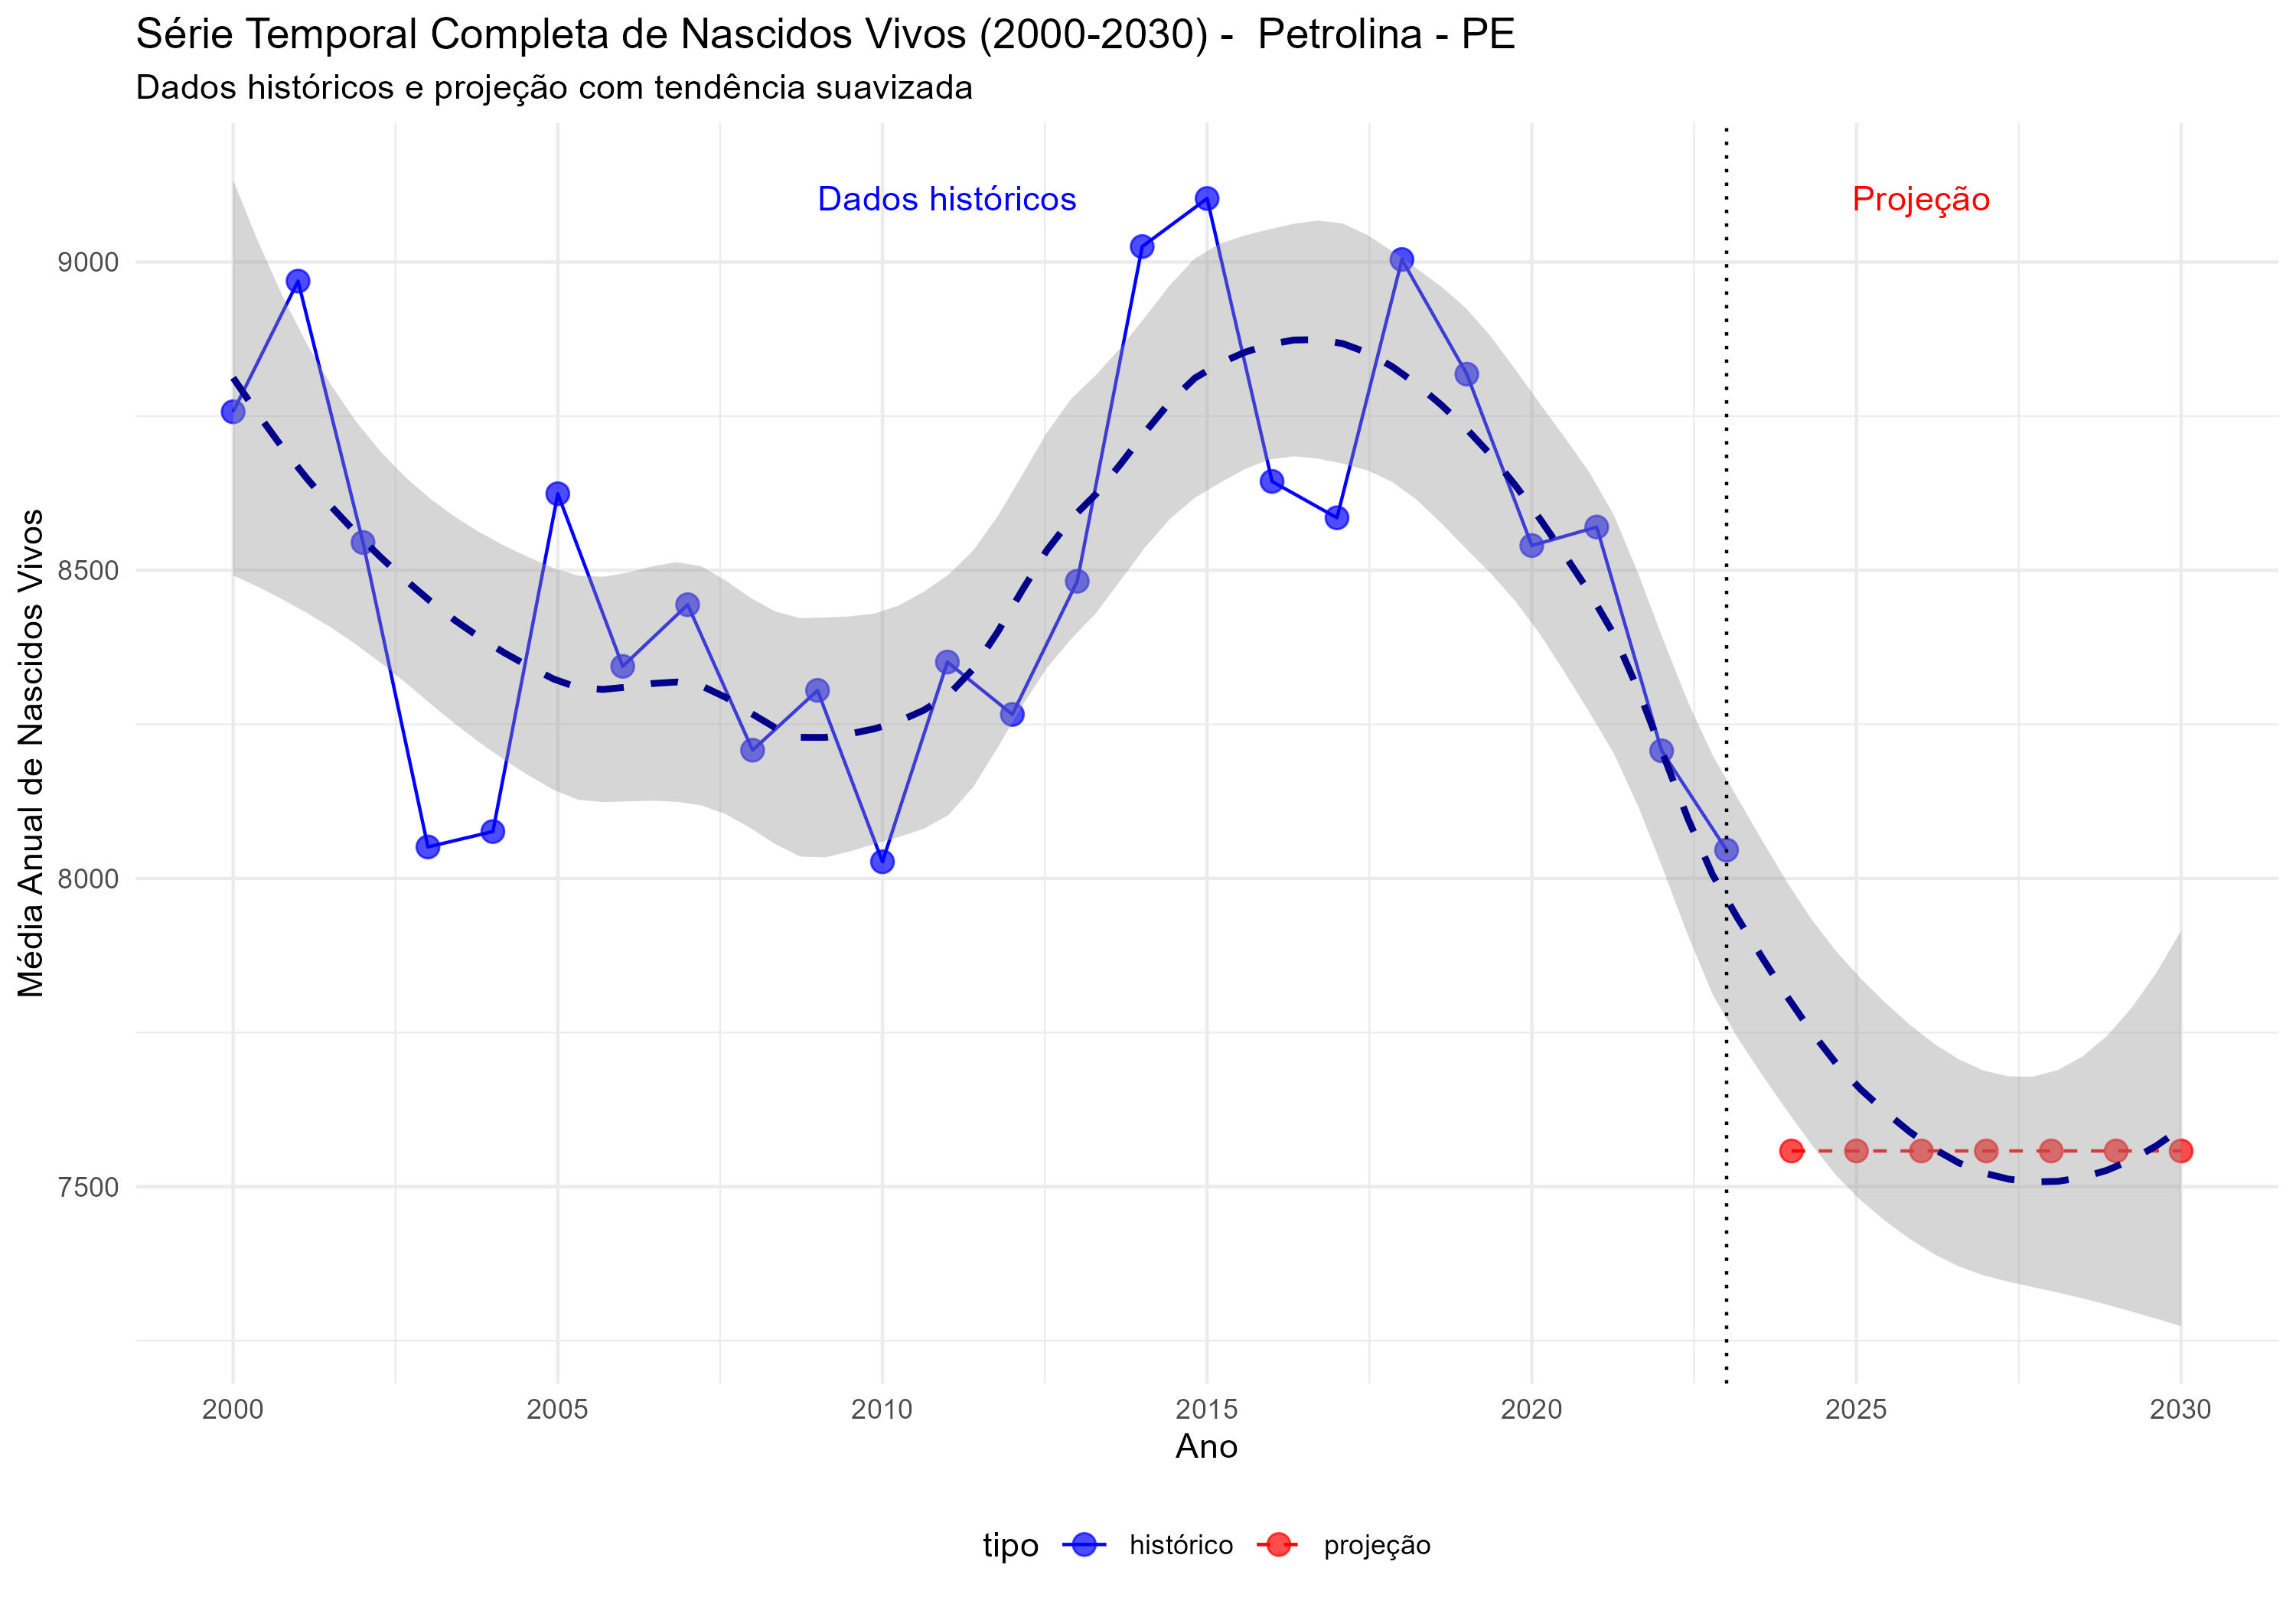 Série Temporal Completa de Nascidos Vivos (2000-2030) -  Petrolina - PE
Dados históricos e projeção com tendência suavizada
Dados históricos
Projeção
Média Anual de Nascidos Vivos
9000
8500
8000
7500
2000 2005 2010 2015 2020 2025 2030
Ano
tipo histórico projeção